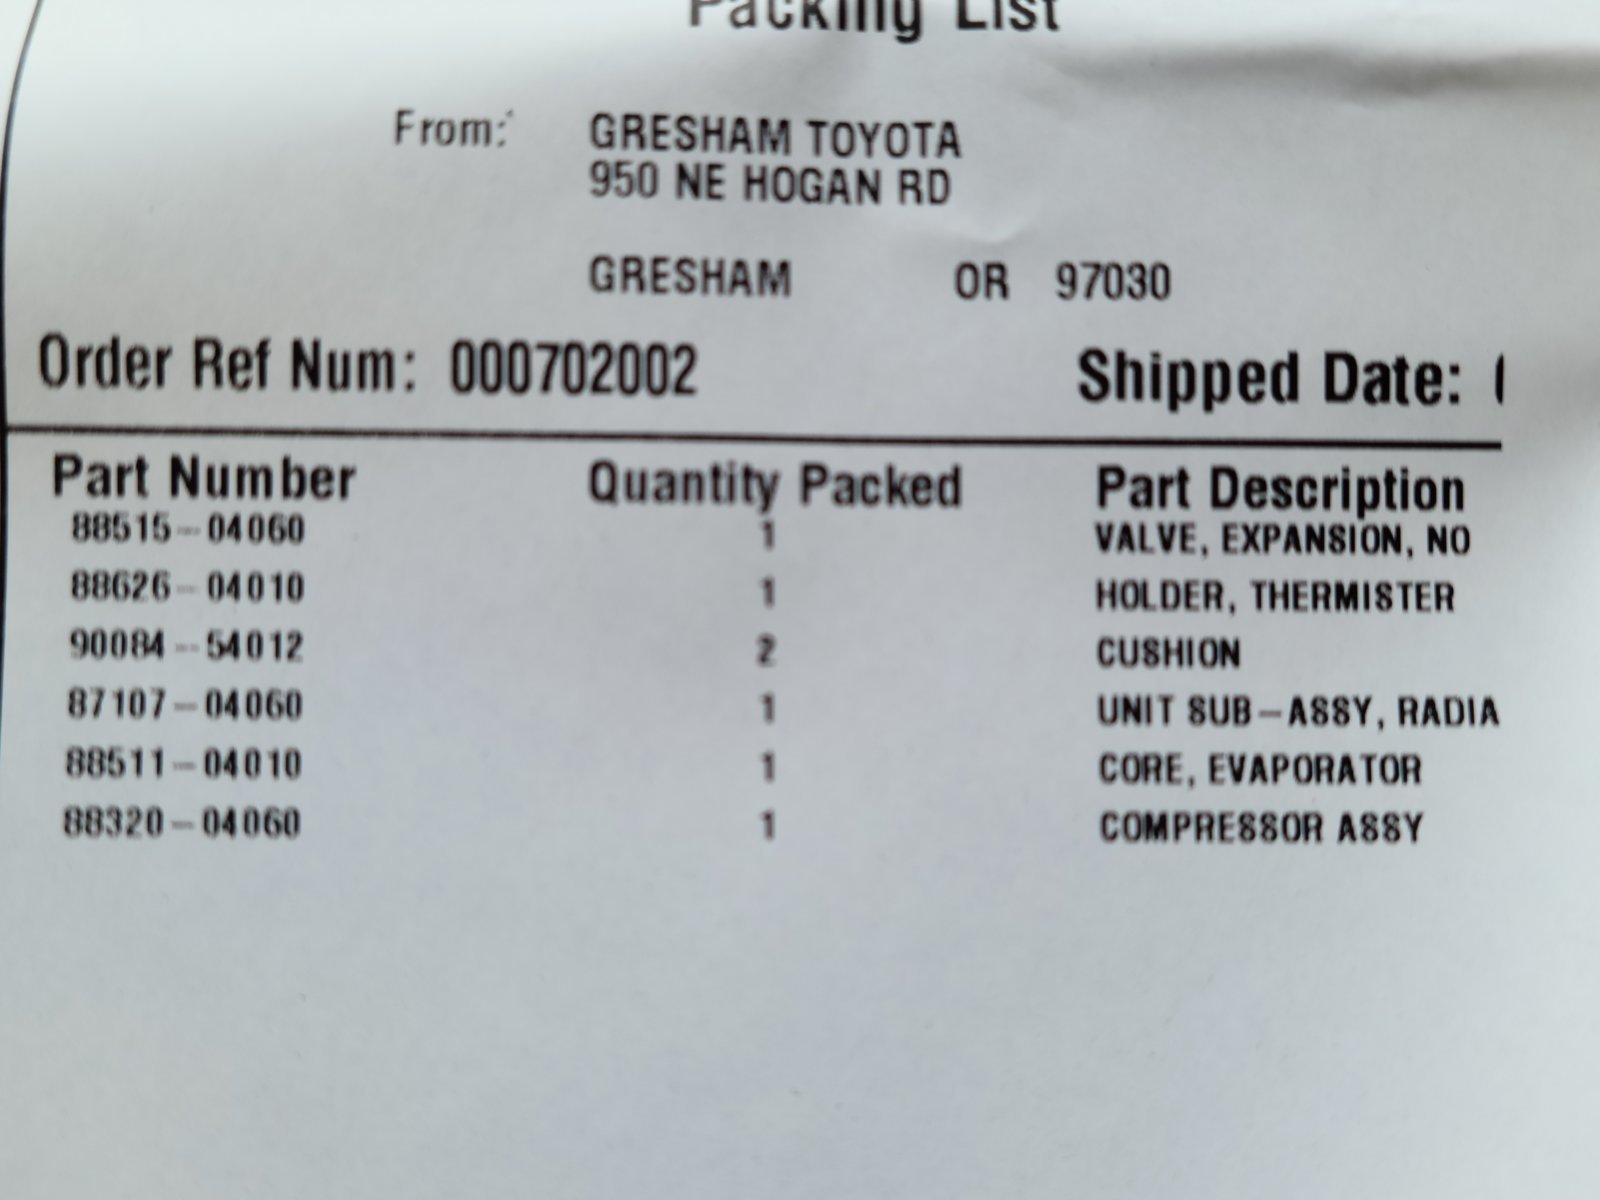 Packing List
From: GRESHAM TOYOTA
950 NE HOGAN RD
GRESHAM OR 97030
Order Ref Num: 000702002 Shipped Date:
Part Number Quantity Packed Part Description
88515-04060 1 VALVE, EXPANSION, NO
88626-04010 1 HOLDER, THERMISTER
90084-54012 2 CUSHION
87107-04060 1 UNIT SUB-ASSY, RADIA
88511-04010 1 CORE, EVAPORATOR
88320-04060 1 COMPRESSOR ASSY